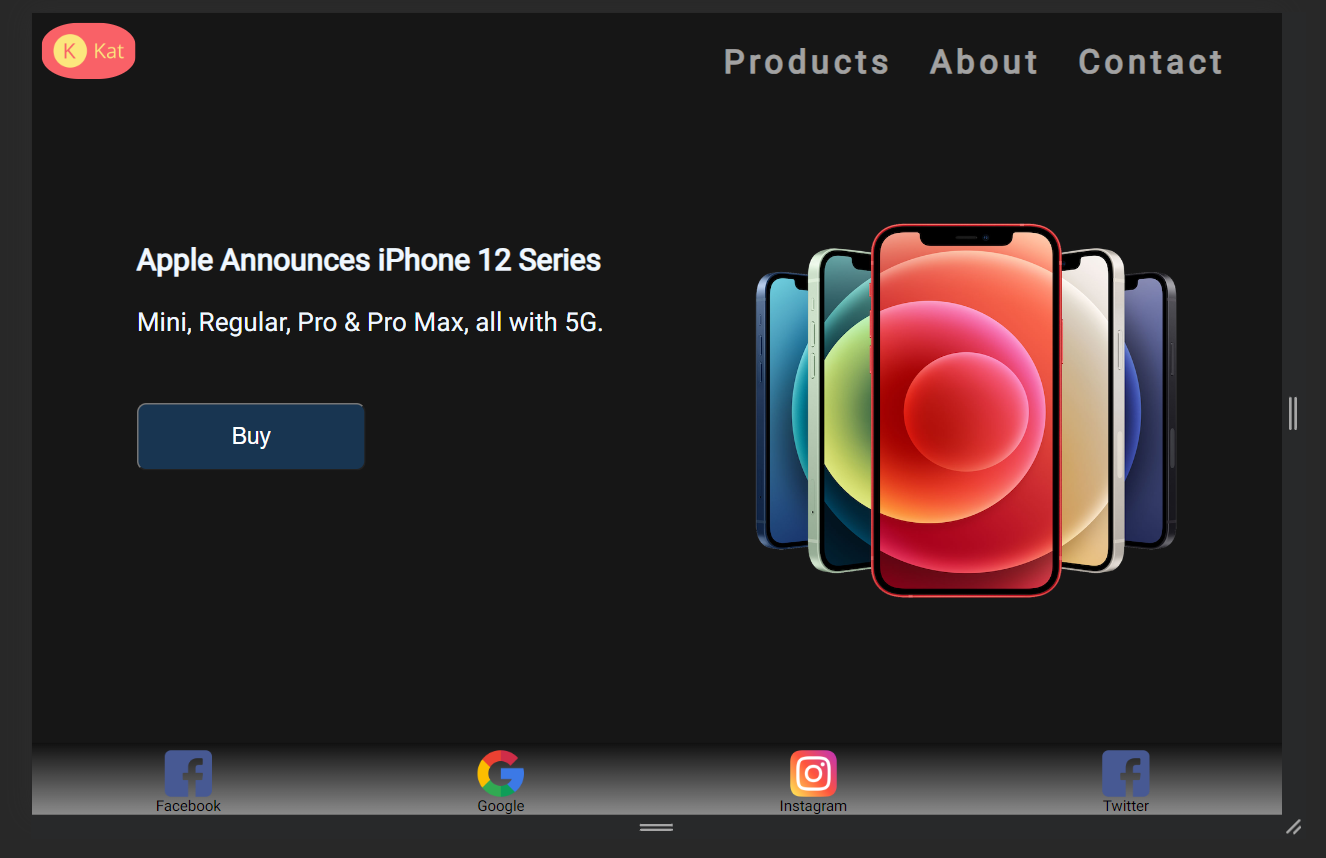 K Kat
Products About Contact
Apple Announces iPhone 12 Series
Mini, Regular, Pro & Pro Max, all with 5G.
Buy
Facebook Google Instagram Twitter